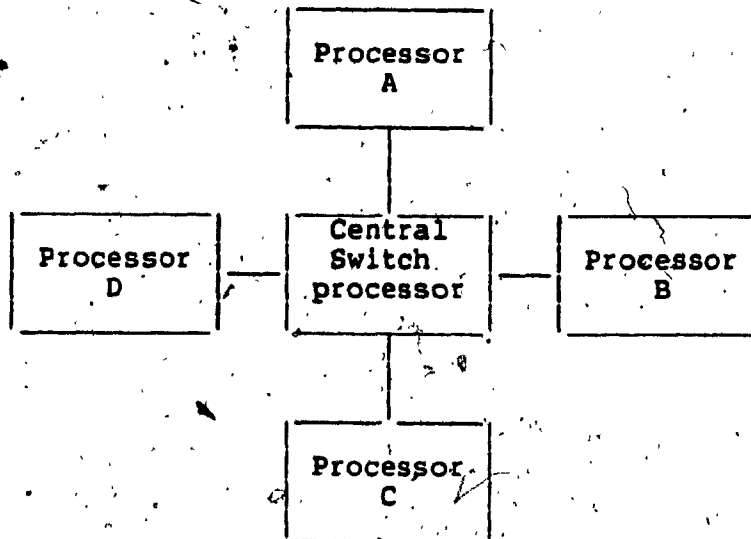 Processor
A
Central
Switch
processor
Processor
D
Processor
B
Processor
C